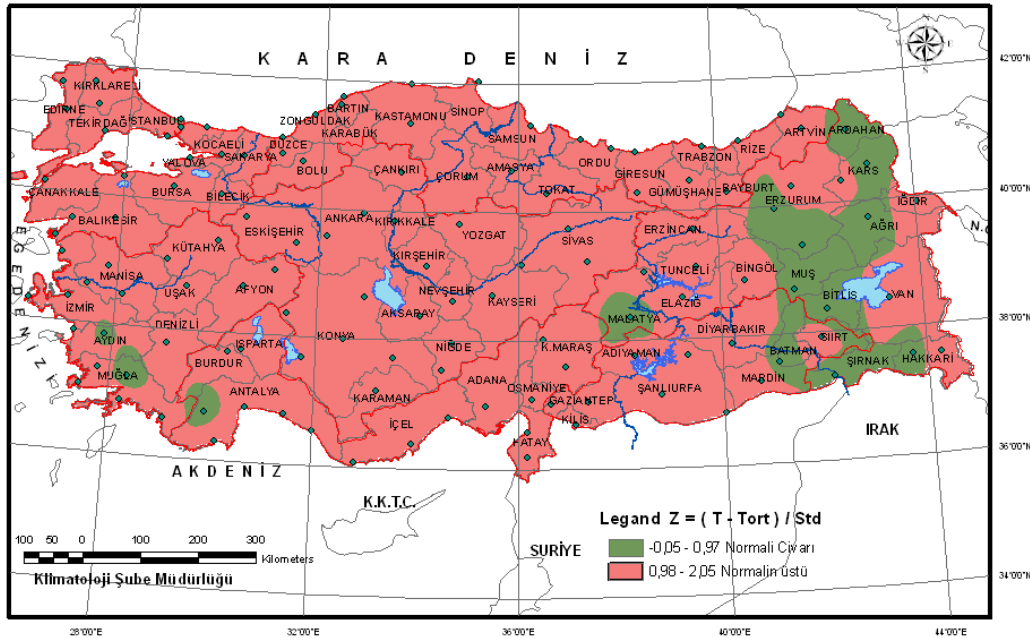 K A R A D E N İ Z
42°00'0"N
KIRKLARELİ
EDİRNE
TEKİRDAĞ
İSTANBUL
KOCAELİ
YALOVA
SAKARYA
DÜZCE
ZONGULDAK
BARTIN
KARABÜK
KASTAMONU
SİNOP
SAMSUN
BOLU
ÇANKIRI
ÇORUM
AMASYA
TOKAT
ORDU
GİRESUN
GÜMÜŞHANE
TRABZON
RİZE
ARTVİN
ARDAHAN
KARS
BAYBURT
ERZURUM
IĞDIR
AĞRI
40°00'0"N
ÇANAKKALE
BALIKESİR
BURSA
BİLECİK
ESKİŞEHİR
ANKARA
KIRIKKALE
YOZGAT
SİVAS
ERZİNCAN
TUNCELİ
BİNGÖL
MUŞ
BİTLİS
VAN
KÜTAHYA
MANİSA
UŞAK
AFYON
İZMİR
KIRŞEHİR
NEVŞEHİR
KAYSERİ
AKSARAY
MALATYA
ELAZIĞ
DİYARBAKIR
BATMAN
SİİRT
ŞIRNAK
HAKKARİ
38°00'0"N
E G E D E N İ Z İ
AYDIN
DENİZLİ
MUĞLA
BURDUR
ISPARTA
KONYA
NİĞDE
ANTALYA
KARAMAN
İÇEL
ADANA
K.MARAŞ
OSMANİYE
GAZİANTEP
KİLİS
HATAY
ADIYAMAN
ŞANLIURFA
MARDİN
A K D E N İ Z
K.K.T.C.
SURİYE
IRAK
36°00'0"N
34°00'0"N
Legand Z = ( T - Tort ) / Std
-0,05 - 0,97 Normali Cıvarı
0,98 - 2,05 Normalin üstü
100 50 0 100 200 300
Kilometers
Klimatoloji Şube Müdürlüğü
28°00'E 32°00'E 36°00'E 40°00'E 44°00'E